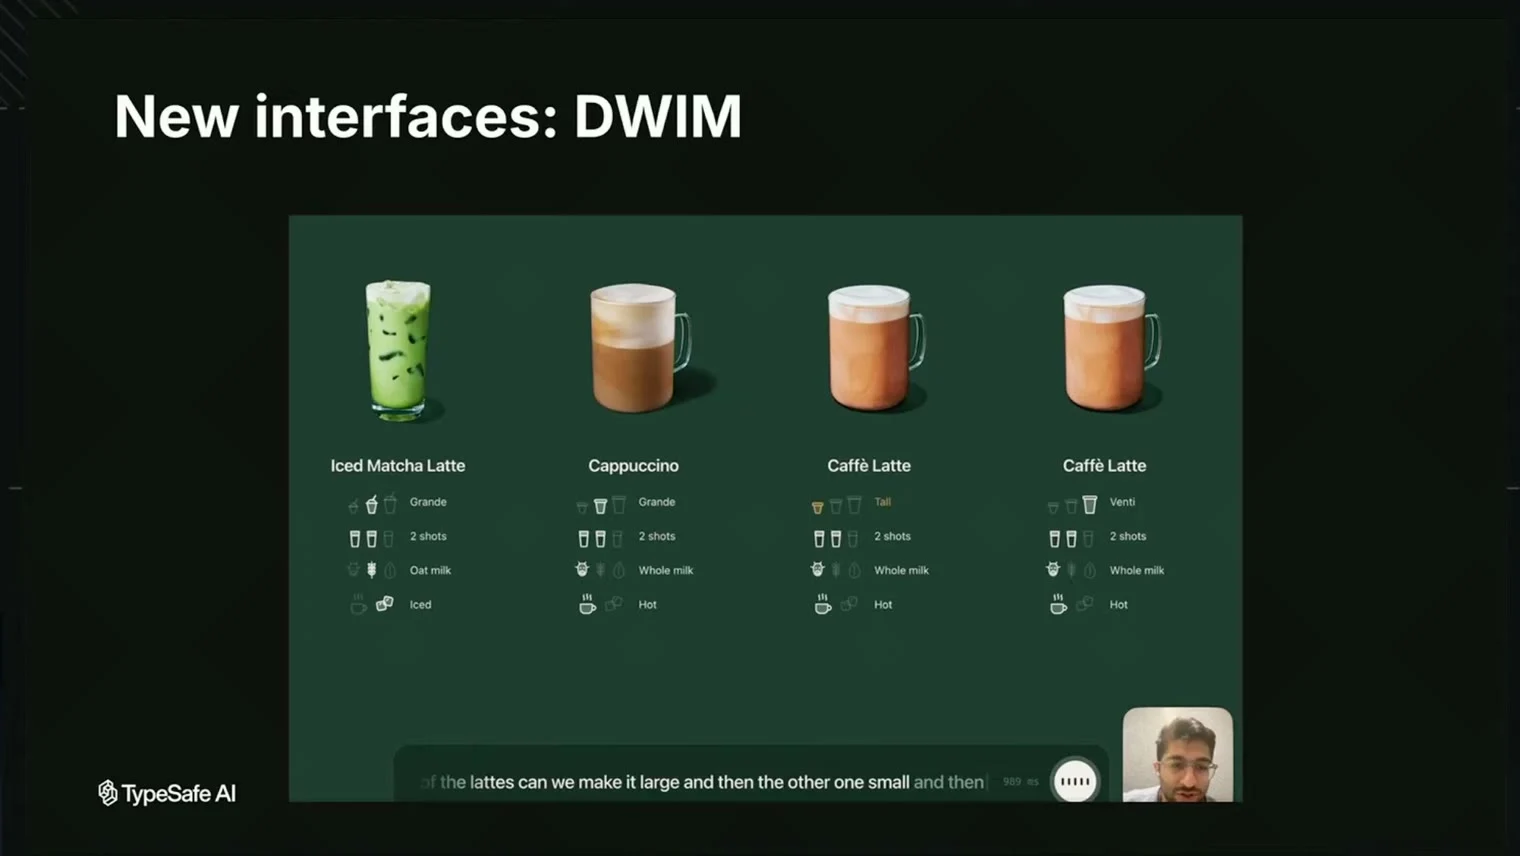 New interfaces: DWIM
Iced Matcha Latte
Grande
2 shots
Oat milk
Iced
Cappuccino
Grande
2 shots
Whole milk
Hot
Caffè Latte
Tall
2 shots
Whole milk
Hot
Caffè Latte
Venti
2 shots
Whole milk
Hot
of the lattes can we make it large and then the other one small and then
989 ms
TypeSafe AI